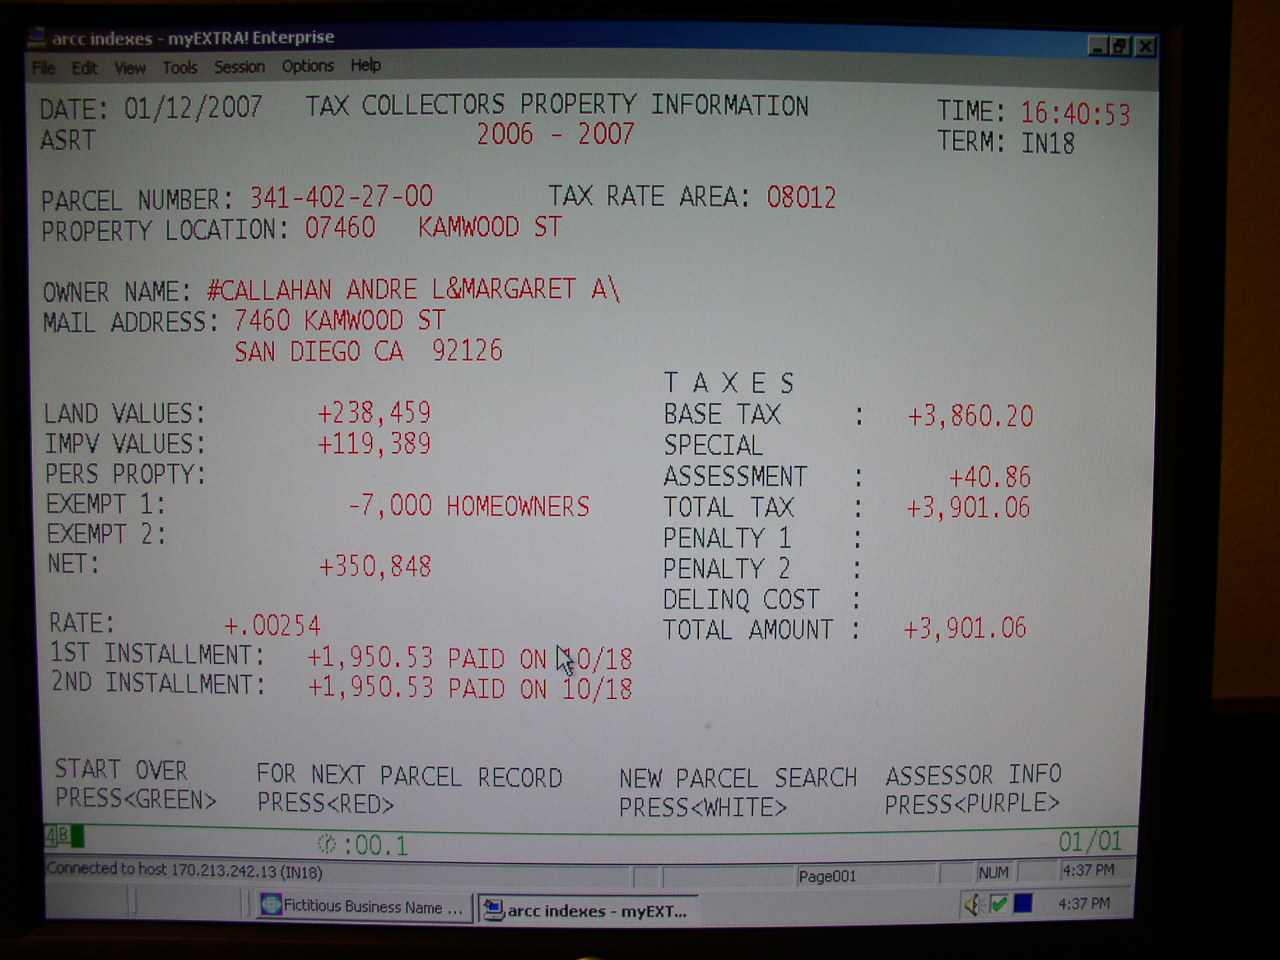 arcc indexes - myEXTRA! Enterprise
File Edit View Tools Session Options Help
DATE: 01/12/2007 TAX COLLECTORS PROPERTY INFORMATION TIME: 16:40:53
ASRT 2006 - 2007 TERM: IN18
PARCEL NUMBER: 341-402-27-00 TAX RATE AREA: 08012
PROPERTY LOCATION: 07460 KAMWOOD ST
OWNER NAME: #CALLAHAN ANDRE L&MARGARET A\
MAIL ADDRESS: 7460 KAMWOOD ST
SAN DIEGO CA 92126
T A X E S
LAND VALUES: +238,459 BASE TAX : +3,860.20
IMPV VALUES: +119,389 SPECIAL
PERS PROPTY: ASSESSMENT : +40.86
EXEMPT 1: -7,000 HOMEOWNERS TOTAL TAX : +3,901.06
EXEMPT 2: PENALTY 1 :
NET: +350,848 PENALTY 2 :
DELINQ COST :
RATE: +.00254 TOTAL AMOUNT : +3,901.06
1ST INSTALLMENT: +1,950.53 PAID ON 10/18
2ND INSTALLMENT: +1,950.53 PAID ON 10/18
START OVER FOR NEXT PARCEL RECORD NEW PARCEL SEARCH ASSESSOR INFO
PRESS<GREEN> PRESS<RED> PRESS<WHITE> PRESS<PURPLE>
4B :00.1 01/01
Connected to host 170.213.242.13 (IN18) Page001 NUM 4:37 PM
Fictitious Business Name ... arcc indexes - myEXT... 4:37 PM